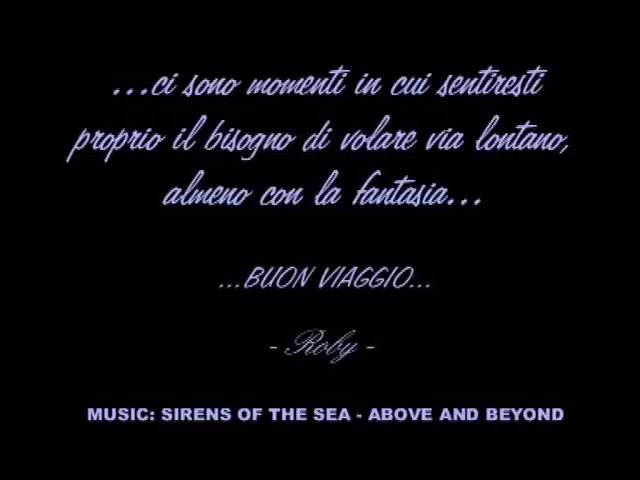 ...ci sono momenti in cui sentiresti
proprio il bisogno di volare via lontano,
almeno con la fantasia...
...BUON VIAGGIO...
- Roby -
MUSIC: SIRENS OF THE SEA - ABOVE AND BEYOND